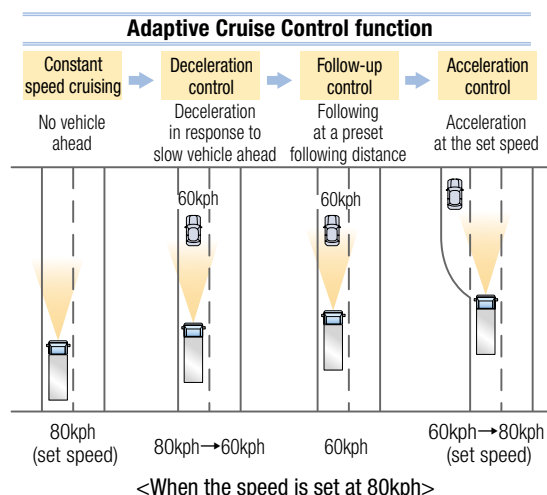 Adaptive Cruise Control function
Constant
speed cruising
Deceleration
control
Follow-up
control
Acceleration
control
No vehicle
ahead
Deceleration
in response to
slow vehicle ahead
Following
at a preset
following distance
Acceleration
at the set speed
60kph
60kph
80kph
(set speed)
80kph→60kph
60kph
60kph→80kph
(set speed)
<When the speed is set at 80kph>